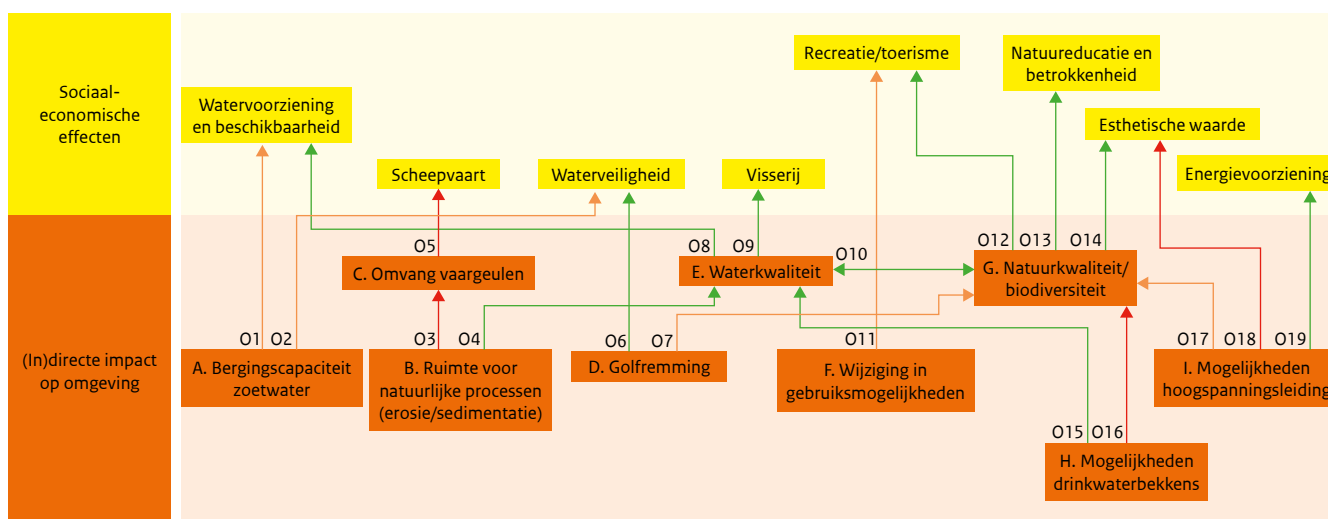 Sociaal-
economische
effecten
Watervoorziening
en beschikbaarheid
Scheepvaart
Waterveiligheid
Visserij
Recreatie/toerisme
Natuureducatie en
betrokkenheid
Esthetische waarde
Energievoorziening
(In)directe impact
op omgeving
O1 O2
A. Bergingscapaciteit
zoetwater
O5
C. Omvang vaargeulen
O3 O4
B. Ruimte voor
natuurlijke processen
(erosie/sedimentatie)
O6 O7
D. Golfremming
O8 O9 O10
E. Waterkwaliteit
O11
F. Wijziging in
gebruiksmogelijkheden
O12 O13 O14
G. Natuurkwaliteit/
biodiversiteit
O15 O16
H. Mogelijkheden
drinkwaterbekkens
O17 O18 O19
I. Mogelijkheden
hoogspanningsleiding